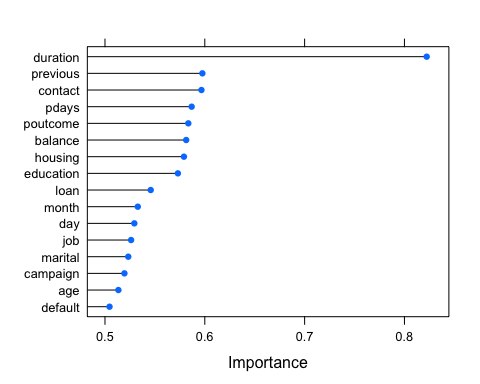 duration
previous
contact
pdays
poutcome
balance
housing
education
loan
month
day
job
marital
campaign
age
default
0.5 0.6 0.7 0.8
Importance